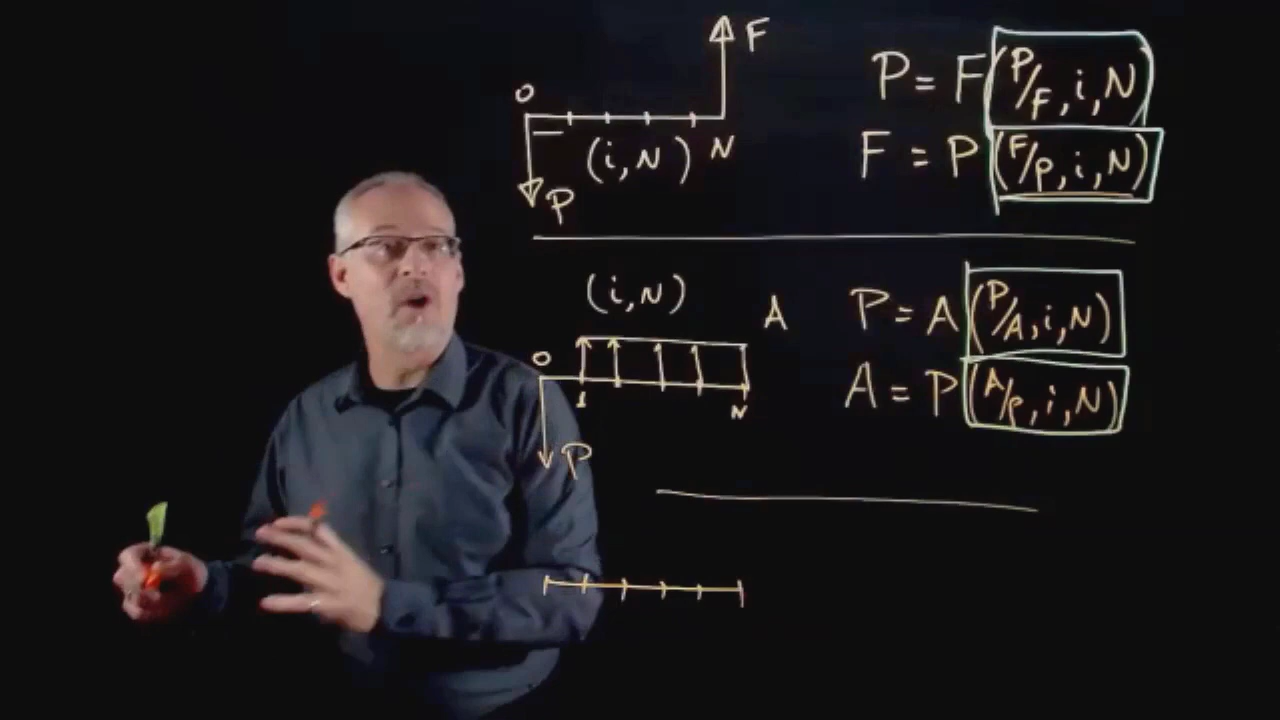 F
P = F (P/F, i, N)
0
(i, N) N
F = P (F/P, i, N)
P
(i, N)
A
P = A (P/A, i, N)
0
1 N
A = P (A/P, i, N)
P